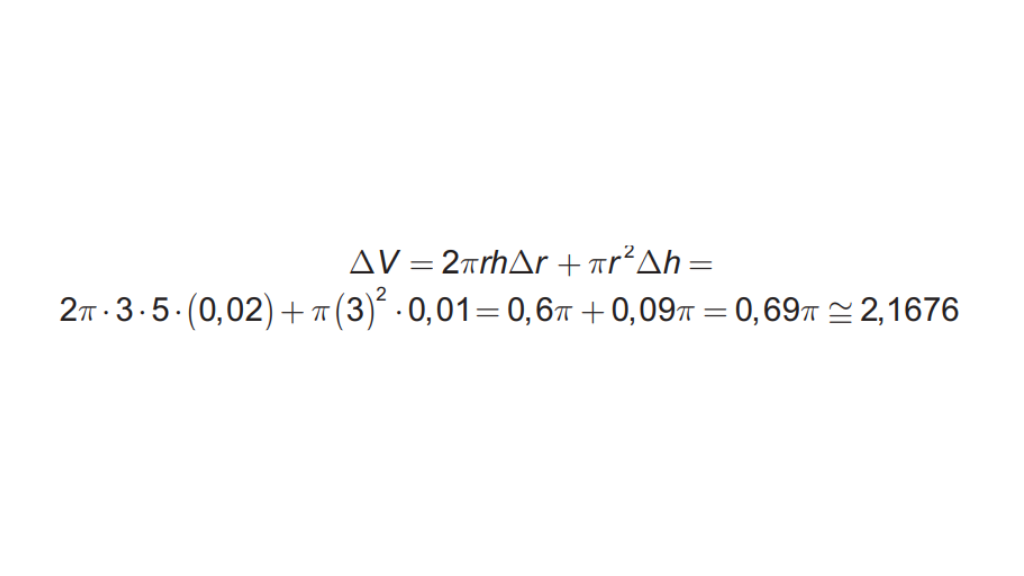 ΔV = 2πrhΔr + πr²Δh =
2π · 3 · 5 · (0,02) + π(3)² · 0,01 = 0,6π + 0,09π = 0,69π ≅ 2,1676